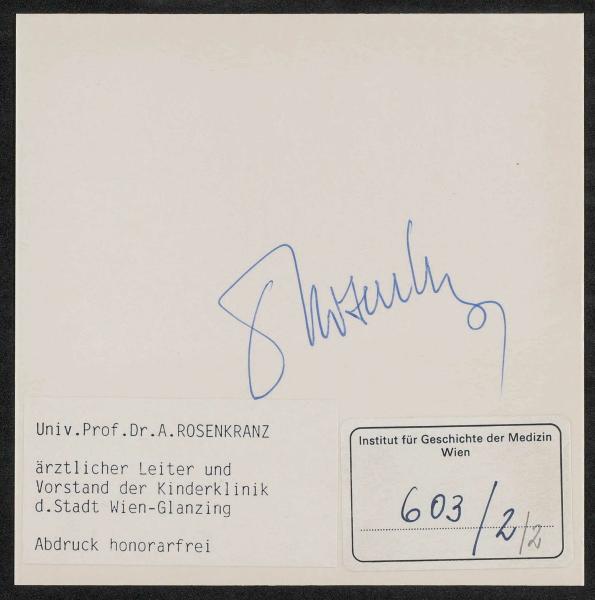 Rosenkranz
Univ.Prof.Dr.A.ROSENKRANZ
ärztlicher Leiter und
Vorstand der Kinderklinik
d.Stadt Wien-Glanzing
Abdruck honorarfrei
Institut für Geschichte der Medizin
Wien
603/2/2